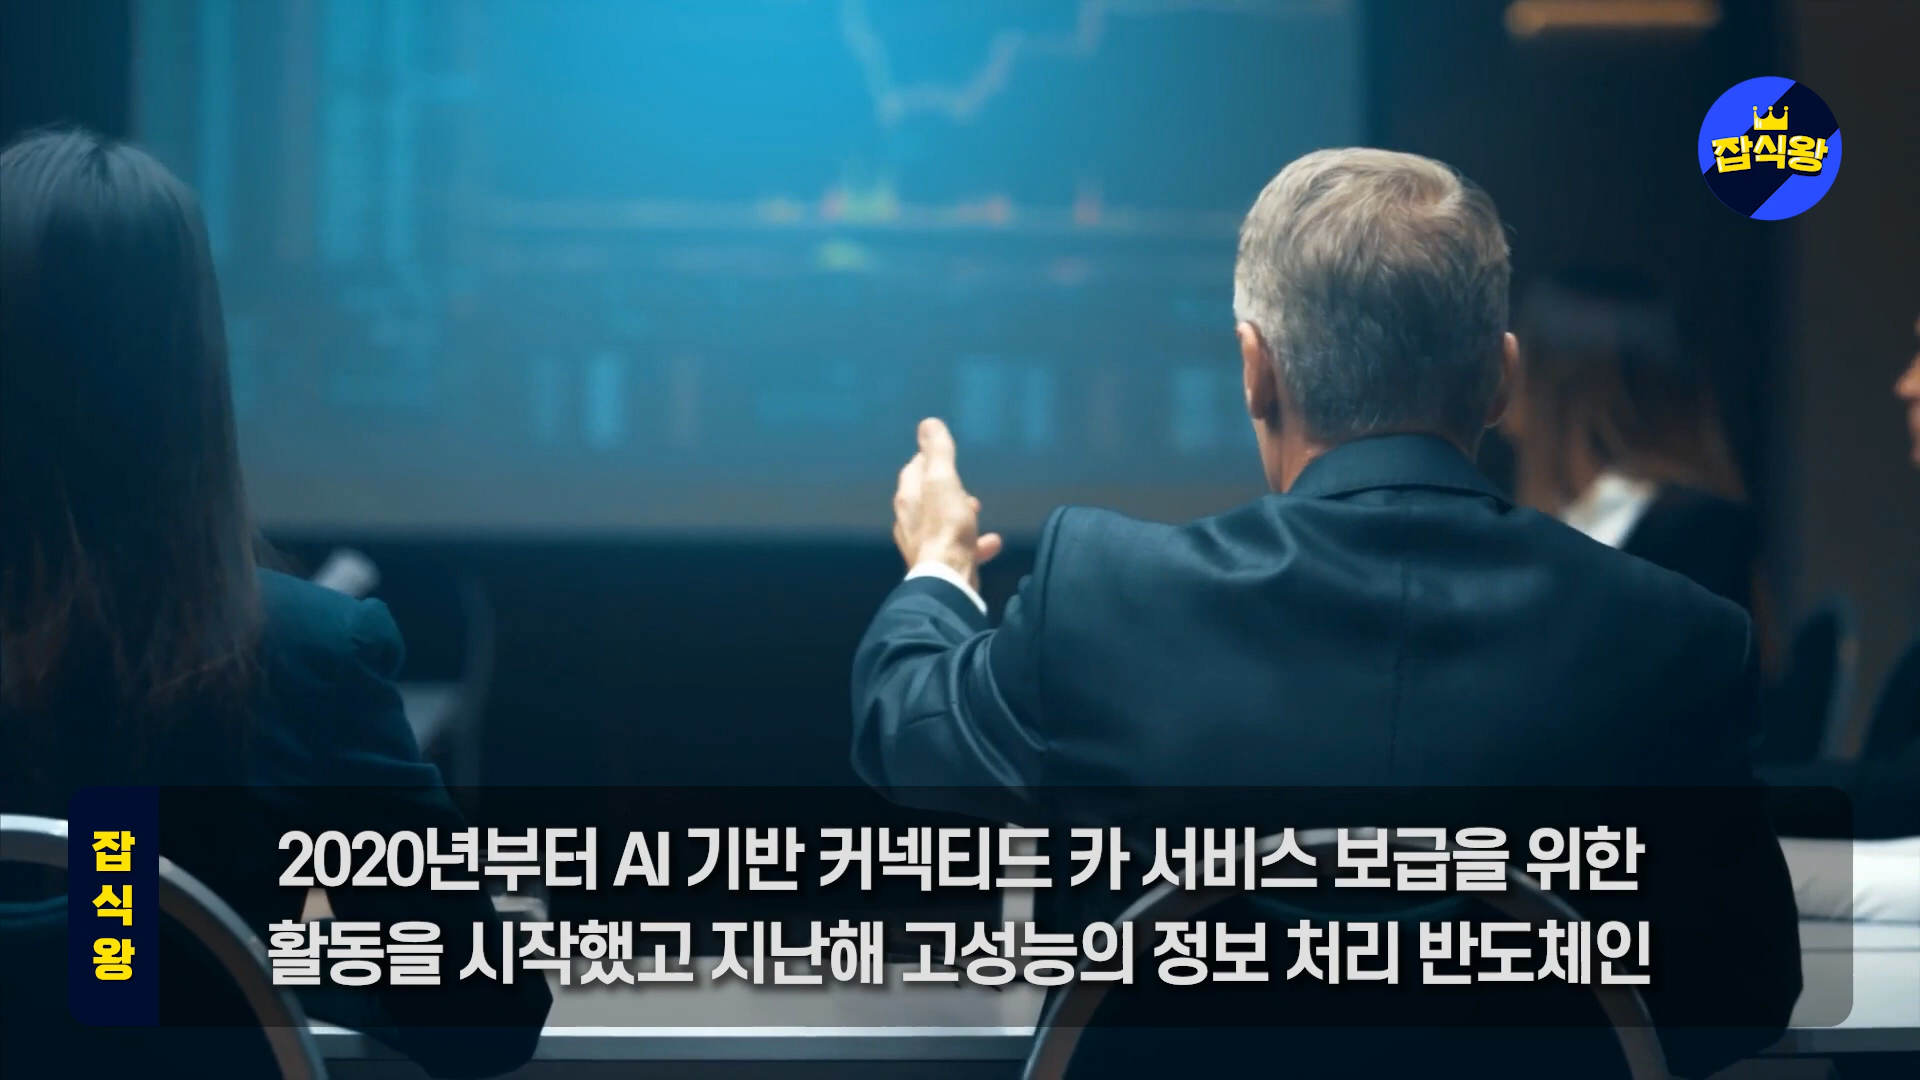 잡식왕
잡식왕
2020년부터 AI 기반 커넥티드 카 서비스 보급을 위한
활동을 시작했고 지난해 고성능의 정보 처리 반도체인